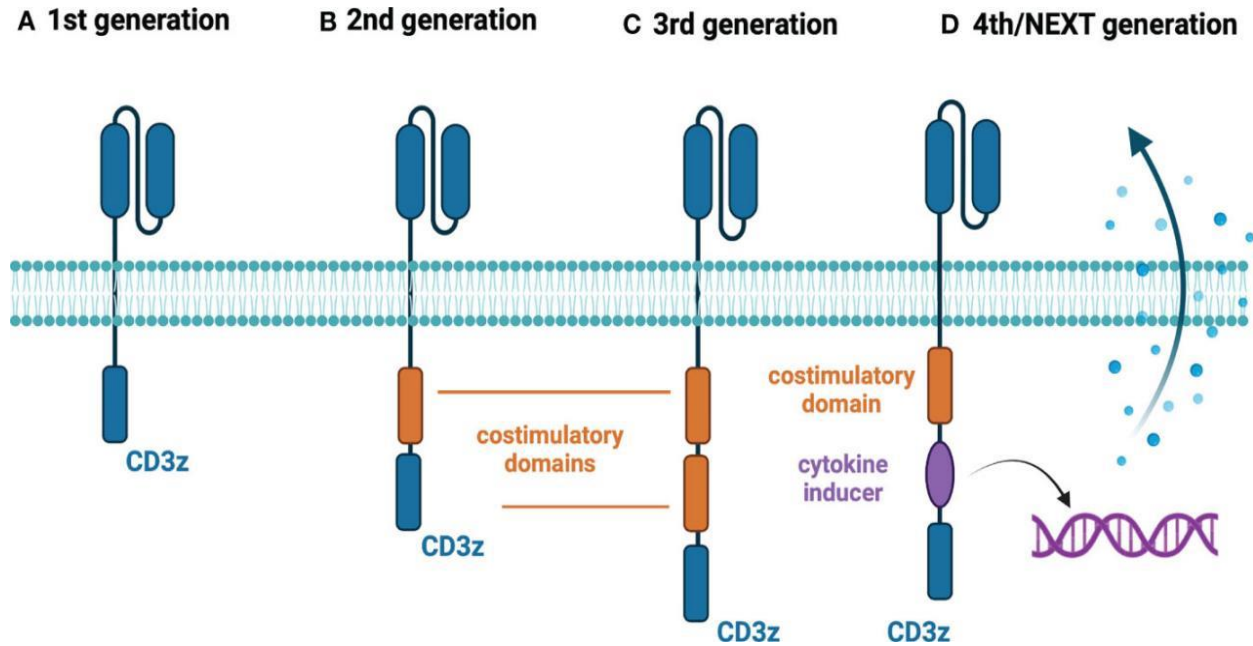 A 1st generation
B 2nd generation
C 3rd generation
D 4th/NEXT generation
CD3z
costimulatory
domains
CD3z
CD3z
costimulatory
domain
cytokine
inducer
CD3z